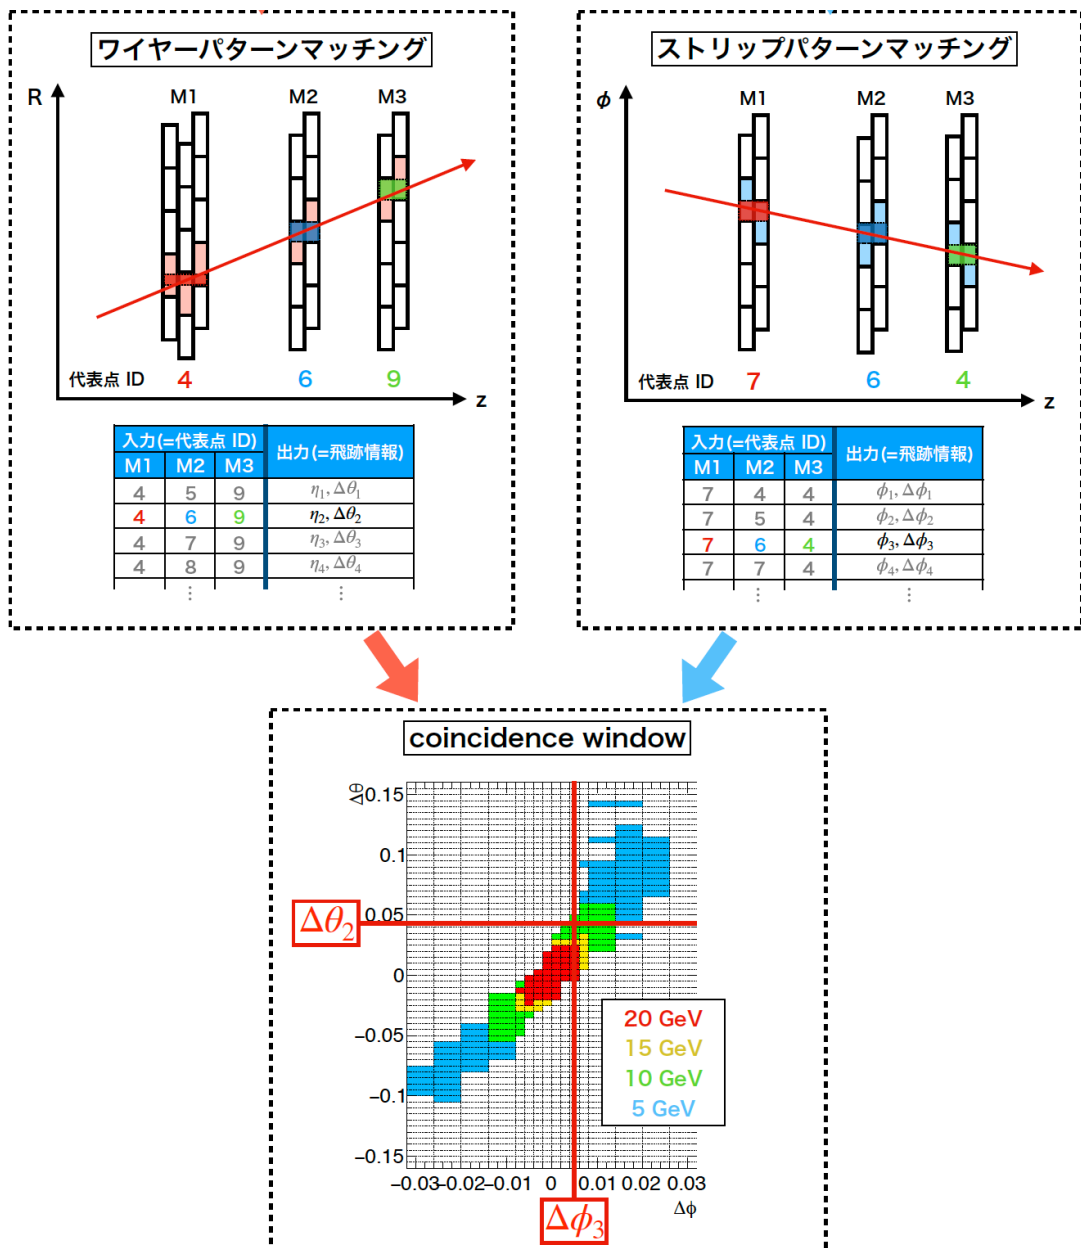 ワイヤーパターンマッチング
R
M1 M2 M3
代表点 ID 4 6 9
z
入力(=代表点 ID) 出力(=飛跡情報)
M1 M2 M3
4 5 9 η₁, Δθ₁
4 6 9 η₂, Δθ₂
4 7 9 η₃, Δθ₃
4 8 9 η₄, Δθ₄
⋮ ⋮
ストリップパターンマッチング
ϕ
M1 M2 M3
代表点 ID 7 6 4
z
入力(=代表点 ID) 出力(=飛跡情報)
M1 M2 M3
7 4 4 ϕ₁, Δϕ₁
7 5 4 ϕ₂, Δϕ₂
7 6 4 ϕ₃, Δϕ₃
7 7 4 ϕ₄, Δϕ₄
⋮ ⋮
coincidence window
Δθ
0.15
0.1
0.05
Δθ₂
0
−0.05
−0.1
−0.15
20 GeV
15 GeV
10 GeV
5 GeV
−0.03 −0.02 −0.01 0 0.01 0.02 0.03
Δϕ
Δϕ₃